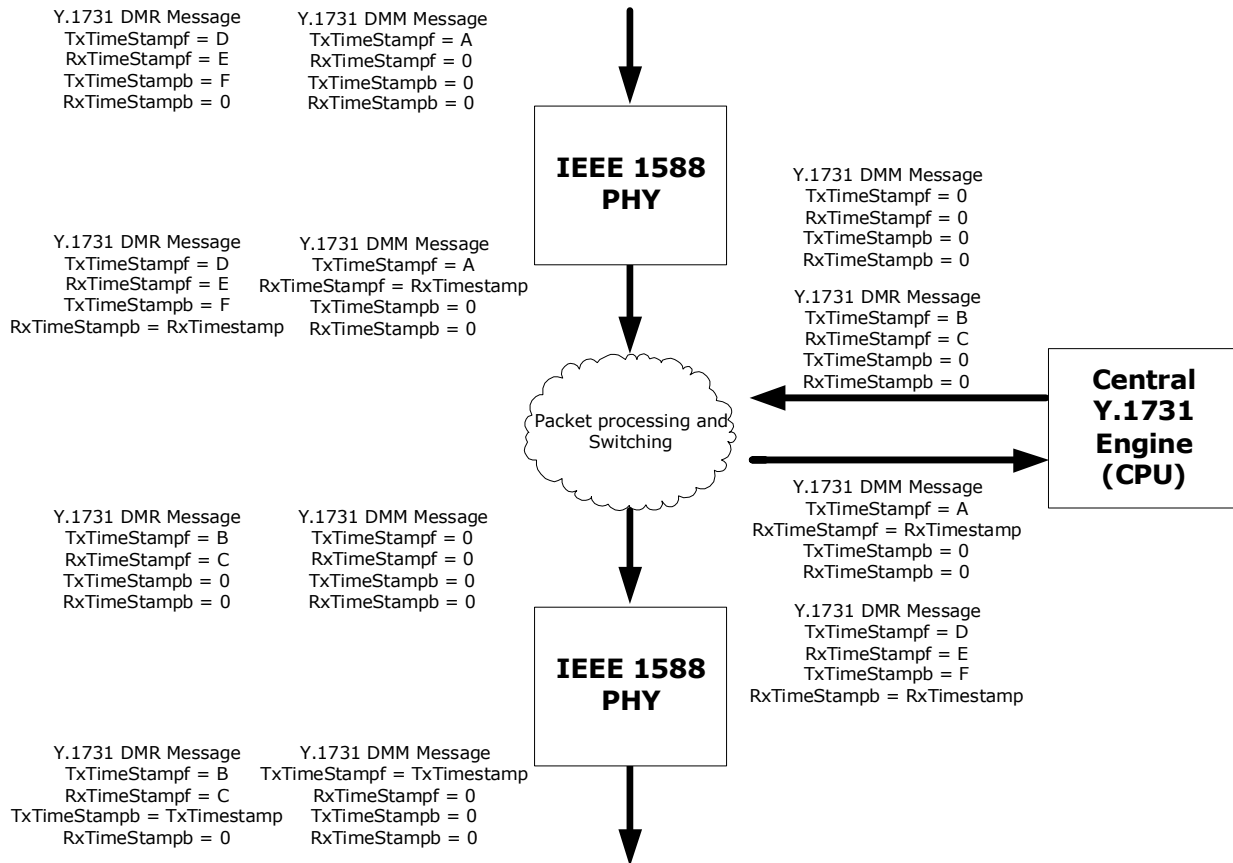 Y.1731 DMR Message
TxTimeStampf = D
RxTimeStampf = E
TxTimeStampb = F
RxTimeStampb = 0
Y.1731 DMM Message
TxTimeStampf = A
RxTimeStampf = 0
TxTimeStampb = 0
RxTimeStampb = 0
IEEE 1588
PHY
Y.1731 DMM Message
TxTimeStampf = 0
RxTimeStampf = 0
TxTimeStampb = 0
RxTimeStampb = 0
Y.1731 DMR Message
TxTimeStampf = D
RxTimeStampf = E
TxTimeStampf = F
RxTimeStampb = RxTimestamp
Y.1731 DMM Message
TxTimeStampf = A
RxTimeStampf = RxTimestamp
TxTimeStampb = 0
RxTimeStampb = 0
Y.1731 DMR Message
TxTimeStampf = B
RxTimeStampf = C
TxTimeStampb = 0
RxTimeStampb = 0
Central
Y.1731
Engine
(CPU)
Packet processing and
Switching
Y.1731 DMM Message
TxTimeStampf = A
RxTimeStampf = RxTimestamp
TxTimeStampb = 0
RxTimeStampb = 0
Y.1731 DMR Message
TxTimeStampf = B
RxTimeStampf = C
TxTimeStampb = 0
RxTimeStampb = 0
Y.1731 DMM Message
TxTimeStampf = 0
RxTimeStampf = 0
TxTimeStampb = 0
RxTimeStampb = 0
Y.1731 DMR Message
TxTimeStampf = D
RxTimeStampf = E
TxTimeStampb = F
RxTimeStampb = RxTimestamp
IEEE 1588
PHY
Y.1731 DMR Message
TxTimeStampf = B
RxTimeStampf = C
TxTimeStampb = TxTimestamp
RxTimeStampb = 0
Y.1731 DMM Message
TxTimeStampf = TxTimestamp
RxTimeStampf = 0
TxTimeStampb = 0
RxTimeStampb = 0